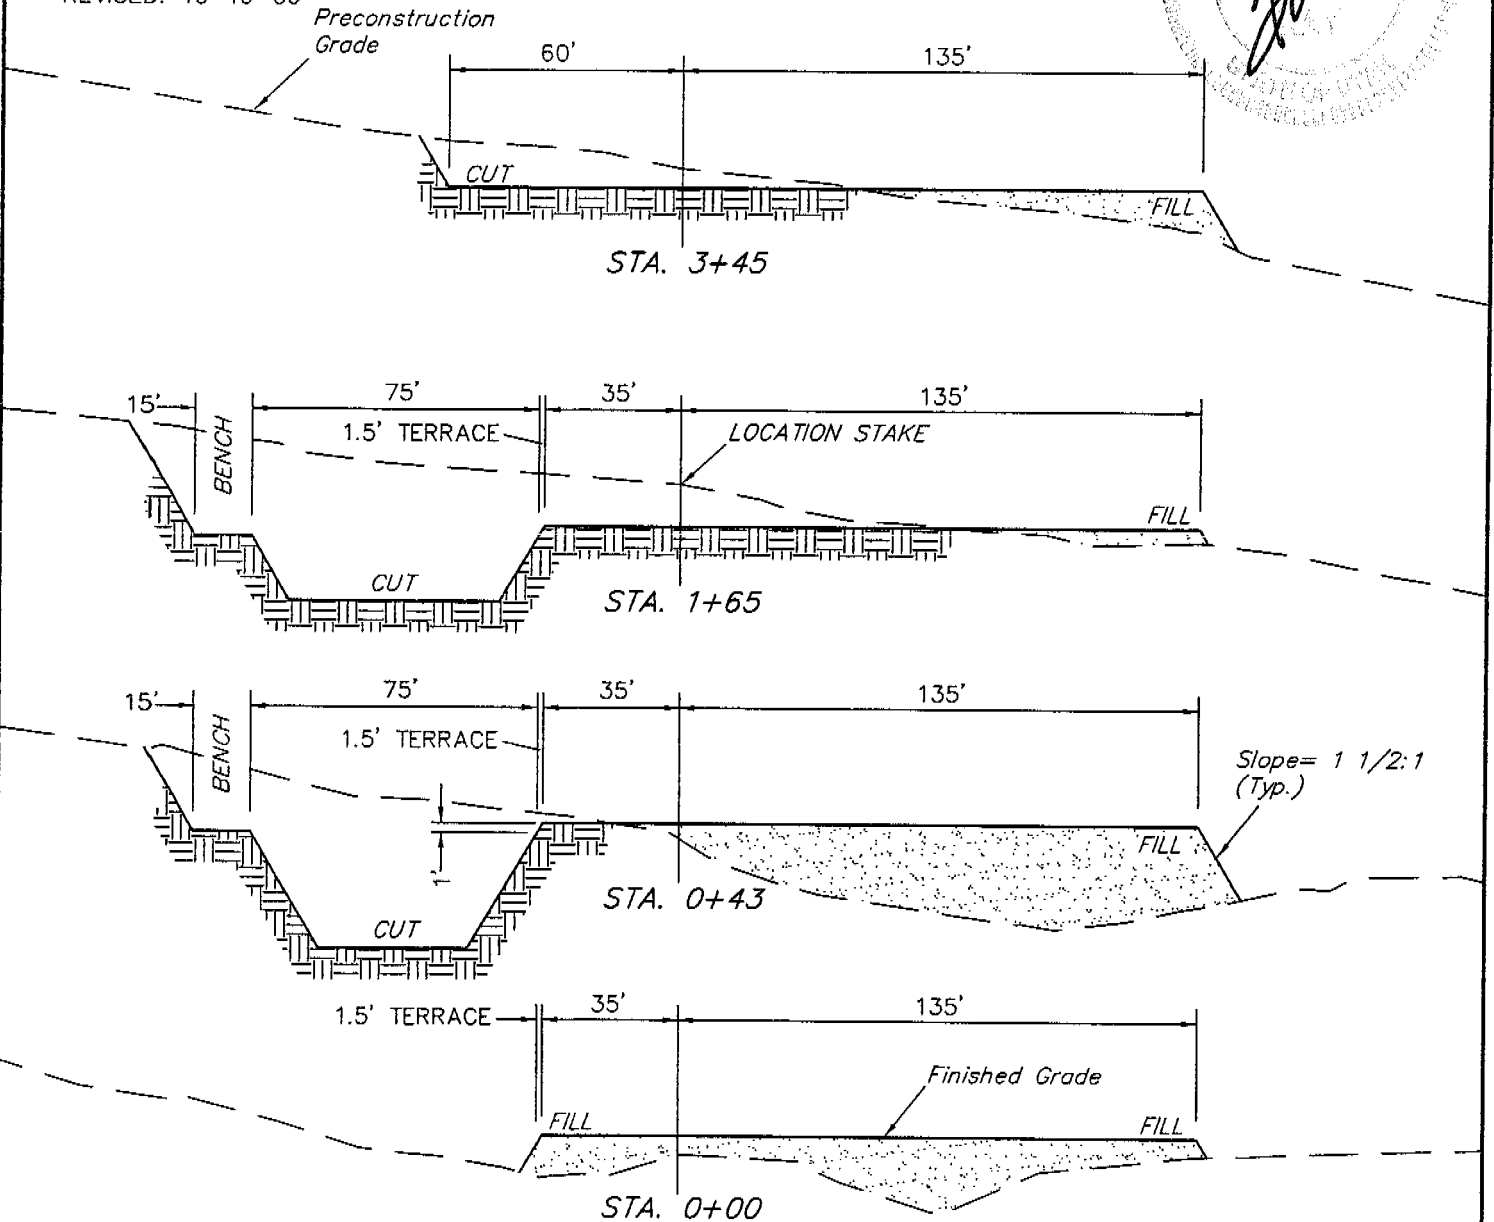 Preconstruction
Grade
60'
135'
CUT
FILL
STA. 3+45
15'
BENCH
75'
1.5' TERRACE
35'
135'
LOCATION STAKE
FILL
CUT
STA. 1+65
15'
BENCH
75'
1.5' TERRACE
35'
135'
Slope= 1 1/2:1
(Typ.)
1'
FILL
CUT
STA. 0+43
1.5' TERRACE
35'
135'
Finished Grade
FILL
FILL
STA. 0+00